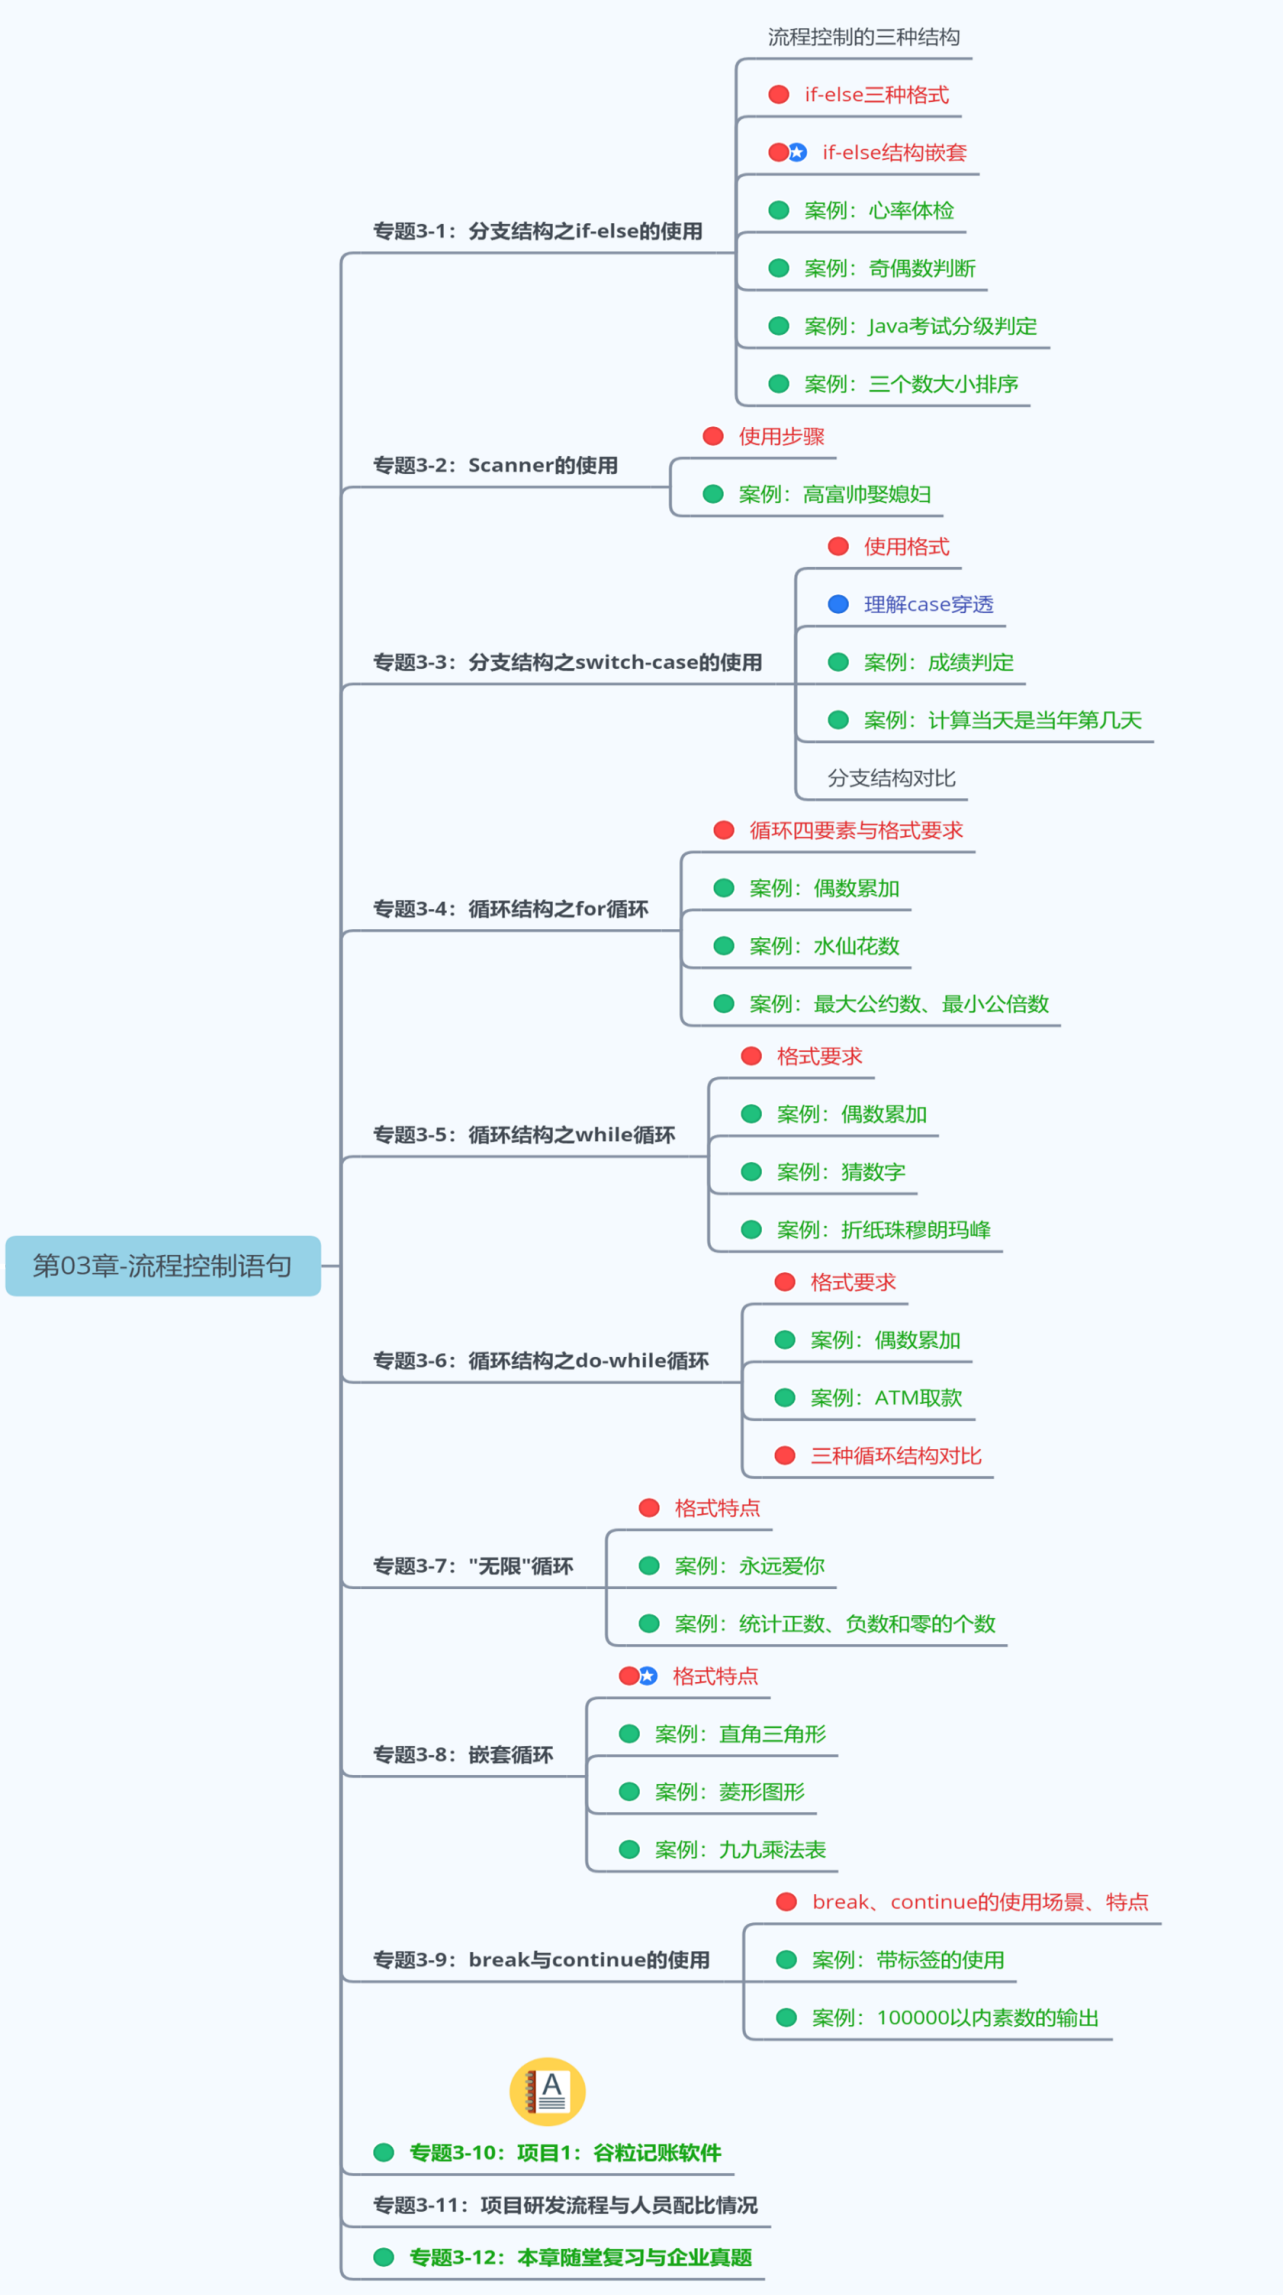 第03章-流程控制语句
专题3-1：分支结构之if-else的使用
流程控制的三种结构
if-else三种格式
if-else结构嵌套
案例：心率体检
案例：奇偶数判断
案例：Java考试分级判定
案例：三个数大小排序
专题3-2：Scanner的使用
使用步骤
案例：高富帅娶媳妇
专题3-3：分支结构之switch-case的使用
使用格式
理解case穿透
案例：成绩判定
案例：计算当天是当年第几天
分支结构对比
专题3-4：循环结构之for循环
循环四要素与格式要求
案例：偶数累加
案例：水仙花数
案例：最大公约数、最小公倍数
专题3-5：循环结构之while循环
格式要求
案例：偶数累加
案例：猜数字
案例：折纸珠穆朗玛峰
专题3-6：循环结构之do-while循环
格式要求
案例：偶数累加
案例：ATM取款
三种循环结构对比
专题3-7："无限"循环
格式特点
案例：永远爱你
案例：统计正数、负数和零的个数
专题3-8：嵌套循环
格式特点
案例：直角三角形
案例：菱形图形
案例：九九乘法表
专题3-9：break与continue的使用
break、continue的使用场景、特点
案例：带标签的使用
案例：100000以内素数的输出
A
专题3-10：项目1：谷粒记账软件
专题3-11：项目研发流程与人员配比情况
专题3-12：本章随堂复习与企业真题